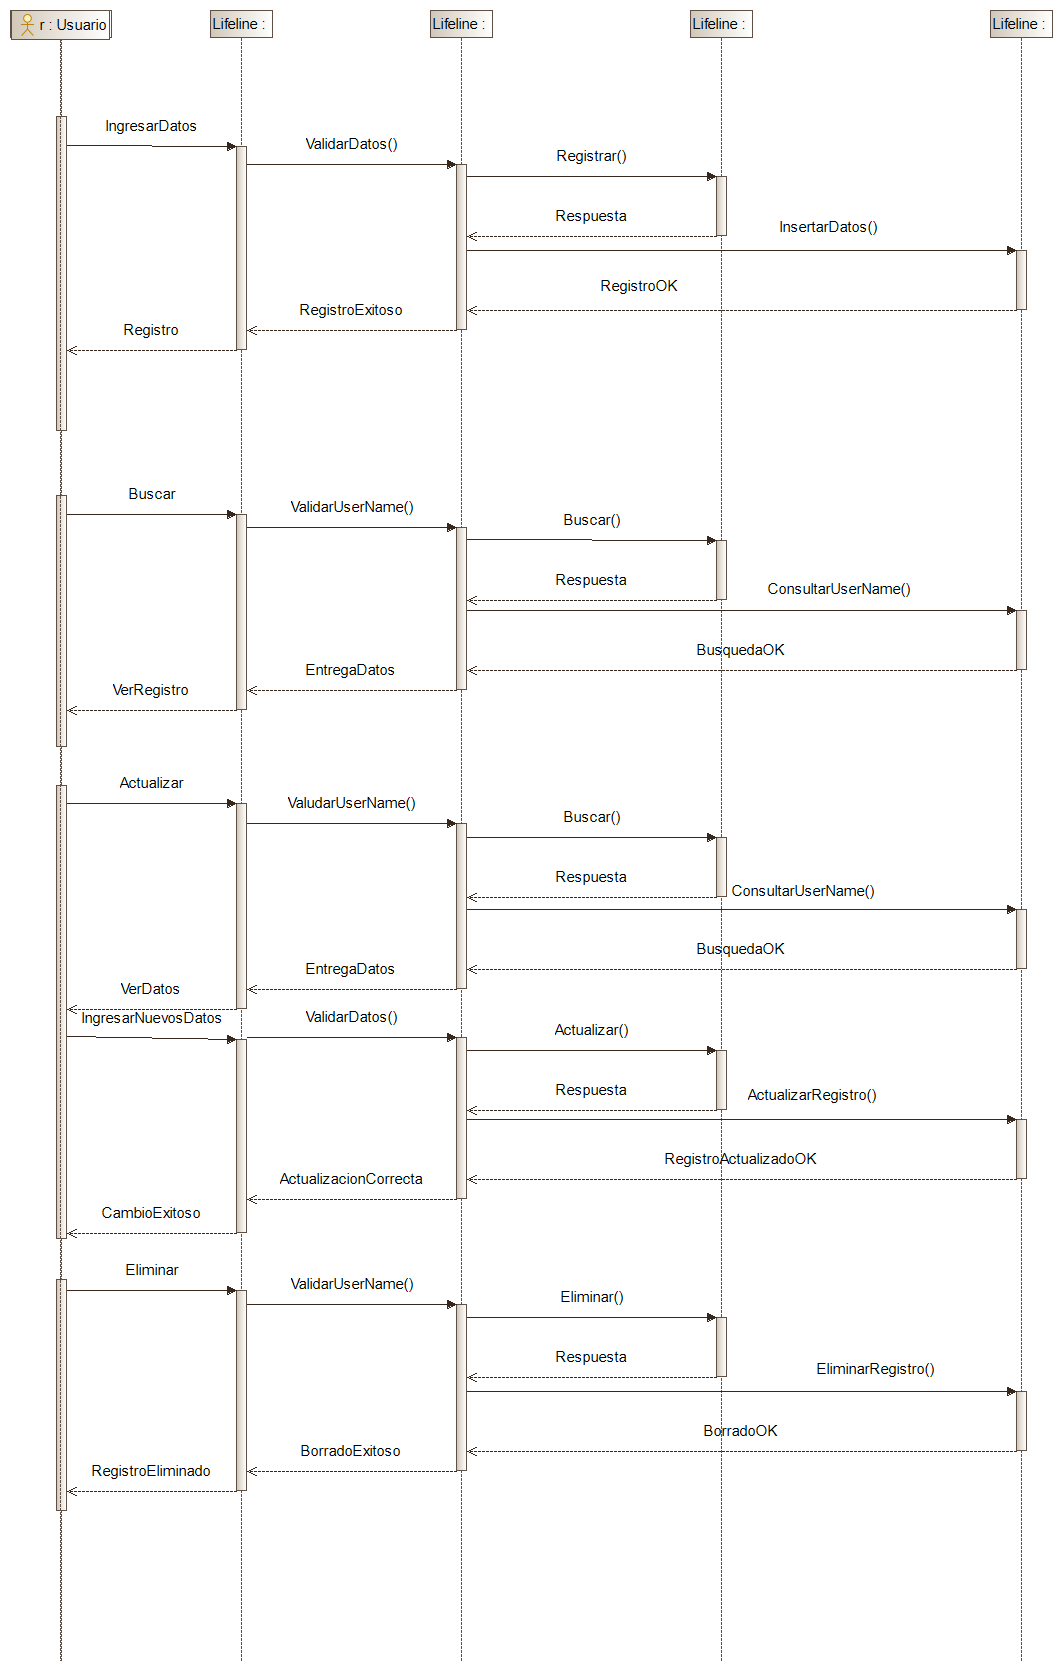 r : Usuario
Lifeline :
Lifeline :
Lifeline :
Lifeline :
IngresarDatos
ValidarDatos()
Registrar()
Respuesta
InsertarDatos()
RegistroOK
RegistroExitoso
Registro
Buscar
ValidarUserName()
Buscar()
Respuesta
ConsultarUserName()
BusquedaOK
EntregaDatos
VerRegistro
Actualizar
ValudarUserName()
Buscar()
Respuesta
ConsultarUserName()
BusquedaOK
EntregaDatos
VerDatos
IngresarNuevosDatos
ValidarDatos()
Actualizar()
Respuesta
ActualizarRegistro()
RegistroActualizadoOK
ActualizacionCorrecta
CambioExitoso
Eliminar
ValidarUserName()
Eliminar()
Respuesta
EliminarRegistro()
BorradoOK
BorradoExitoso
RegistroEliminado